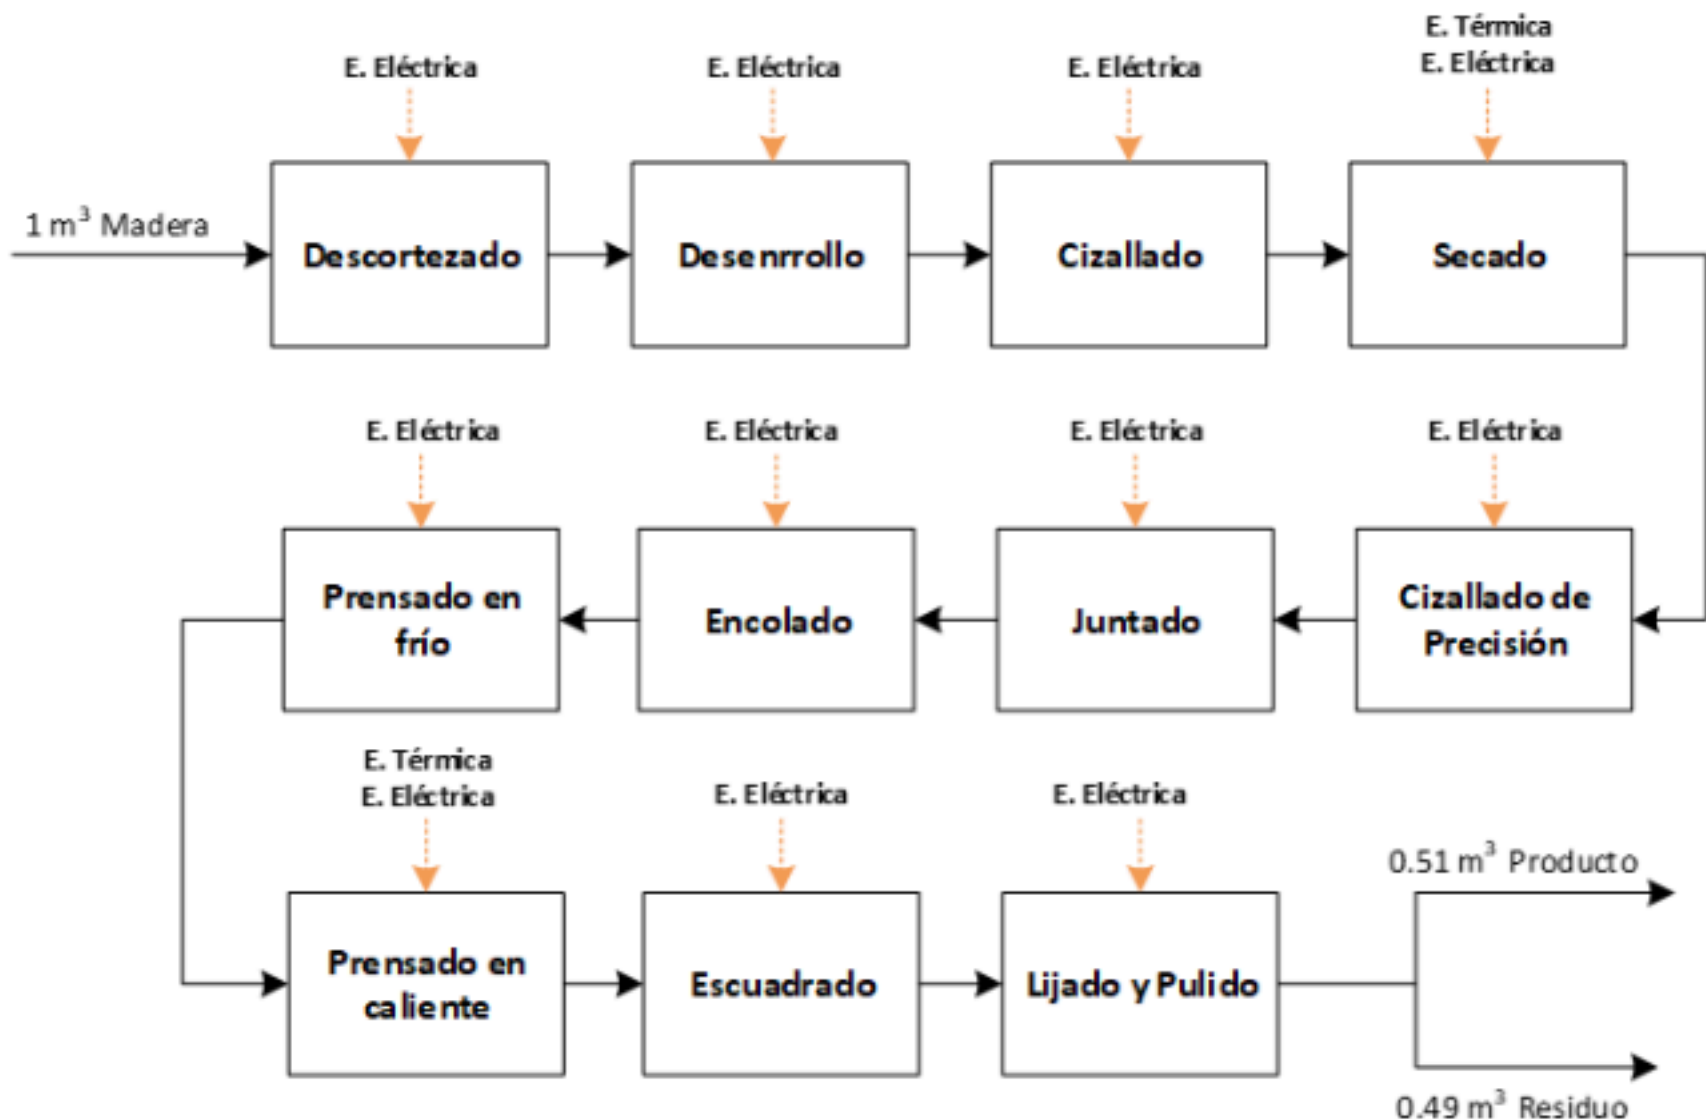 E. Eléctrica
E. Eléctrica
E. Eléctrica
E. Térmica
E. Eléctrica
1 m³ Madera
Descortezado
Desenrrollo
Cizallado
Secado
E. Eléctrica
E. Eléctrica
E. Eléctrica
E. Eléctrica
Prensado en
frío
Encolado
Juntado
Cizallado de
Precisión
E. Térmica
E. Eléctrica
E. Eléctrica
E. Eléctrica
Prensado en
caliente
Escuadrado
Lijado y Pulido
0.51 m³ Producto
0.49 m³ Residuo